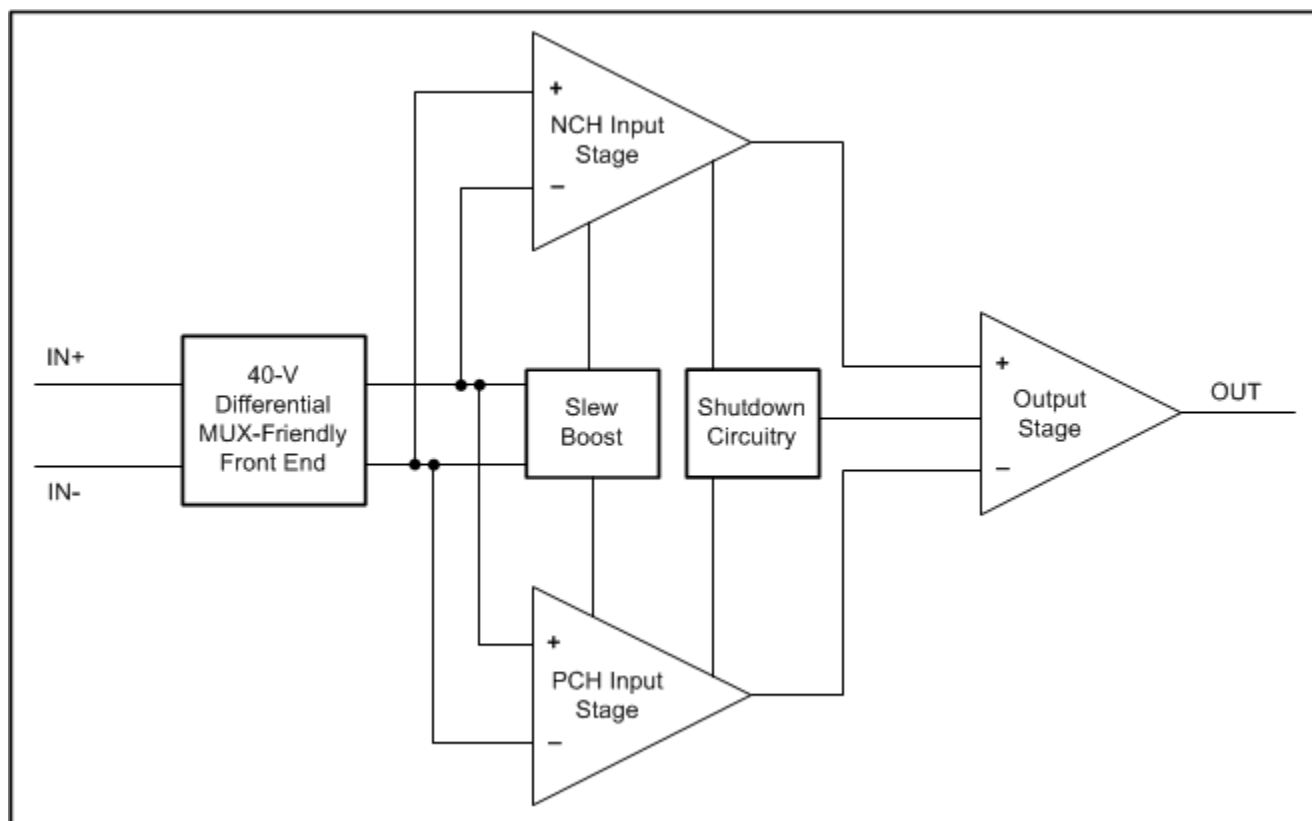 +
NCH Input
Stage
–
IN+
IN-
40-V
Differential
MUX-Friendly
Front End
Slew
Boost
Shutdown
Circuitry
+
Output
Stage
–
OUT
+
PCH Input
Stage
–